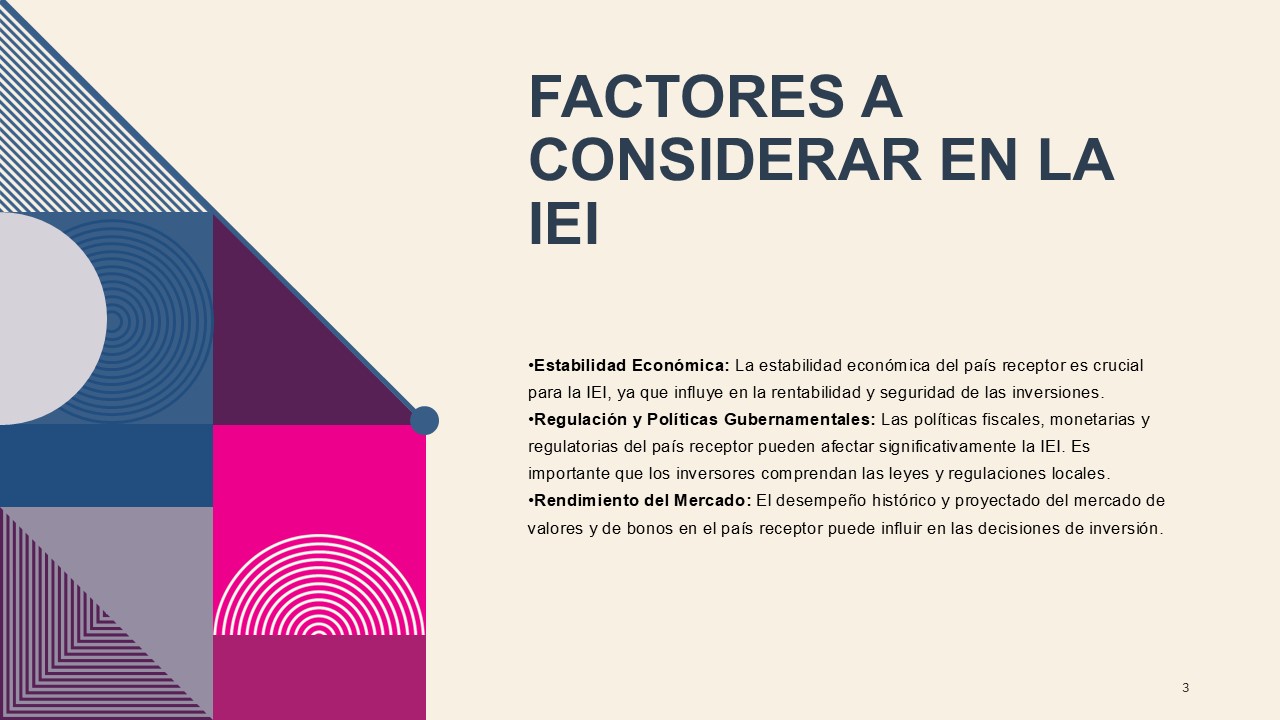 FACTORES A
CONSIDERAR EN LA
IEI
•Estabilidad Económica: La estabilidad económica del país receptor es crucial
para la IEI, ya que influye en la rentabilidad y seguridad de las inversiones.
•Regulación y Políticas Gubernamentales: Las políticas fiscales, monetarias y
regulatorias del país receptor pueden afectar significativamente la IEI. Es
importante que los inversores comprendan las leyes y regulaciones locales.
•Rendimiento del Mercado: El desempeño histórico y proyectado del mercado de
valores y de bonos en el país receptor puede influir en las decisiones de inversión.
3